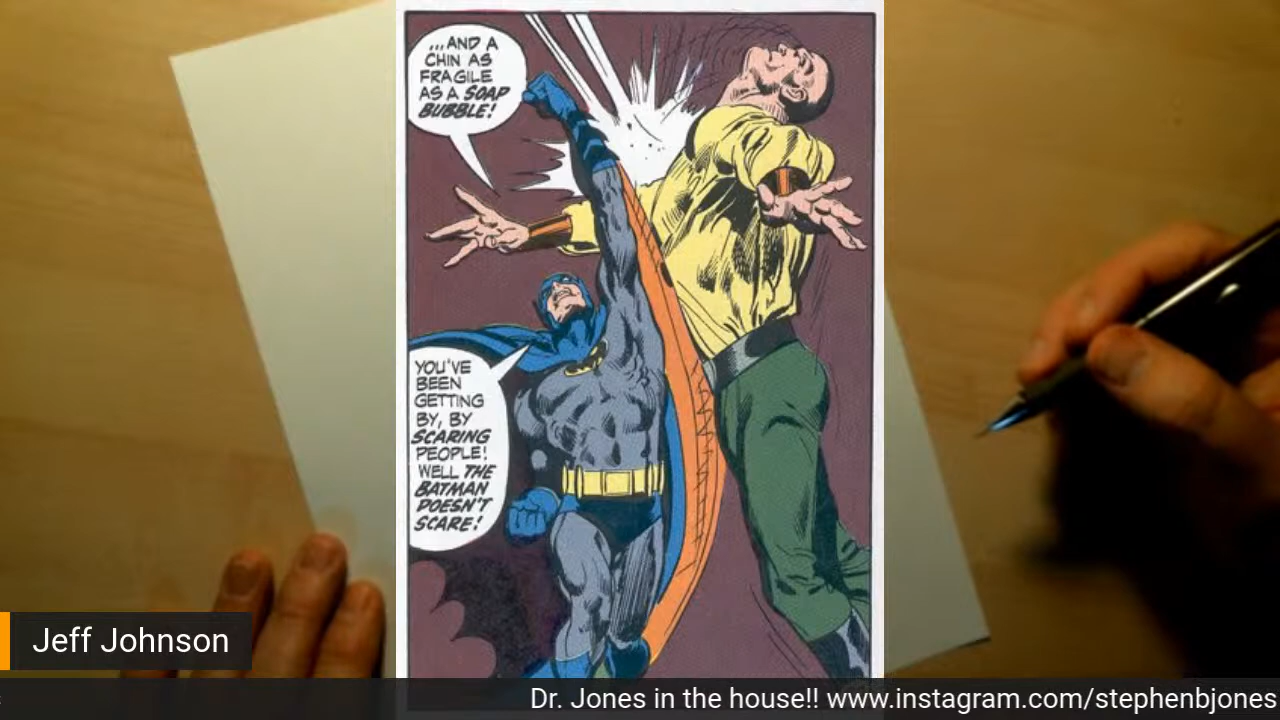 ...AND A
CHIN AS
FRAGILE
AS A SOAP
BUBBLE!
YOU'VE
BEEN
GETTING
BY, BY
SCARING
PEOPLE!
WELL THE
BATMAN
DOESN'T
SCARE!
Jeff Johnson
Dr. Jones in the house!! www.instagram.com/stephenbjones